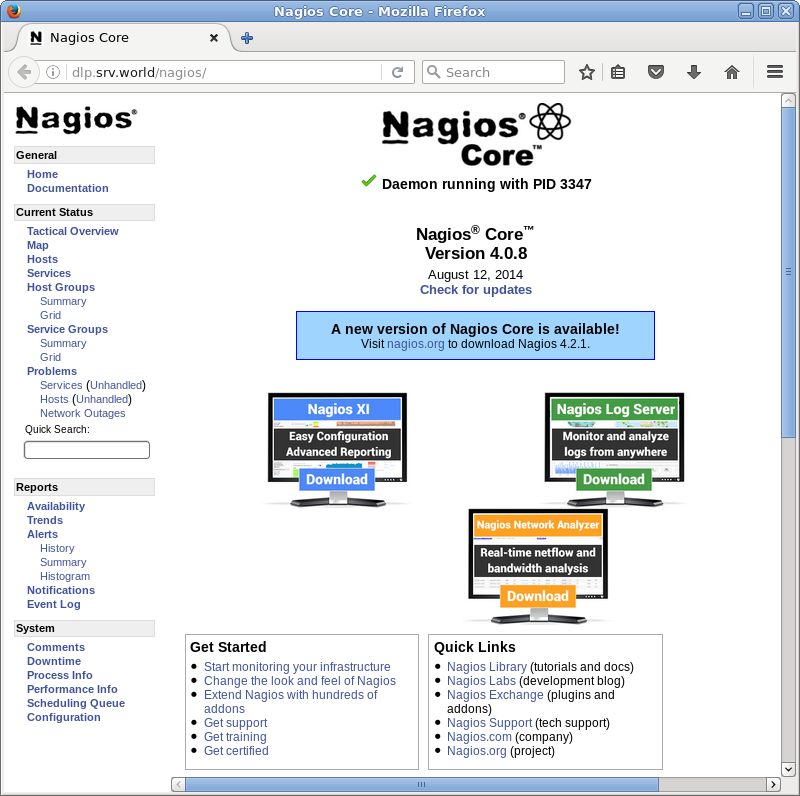 Nagios Core - Mozilla Firefox
Nagios Core
dlp.srv.world/nagios/
Search
Nagios®
General
Home
Documentation
Current Status
Tactical Overview
Map
Hosts
Services
Host Groups
Summary
Grid
Service Groups
Summary
Grid
Problems
Services (Unhandled)
Hosts (Unhandled)
Network Outages
Quick Search:
Reports
Availability
Trends
Alerts
History
Summary
Histogram
Notifications
Event Log
System
Comments
Downtime
Process Info
Performance Info
Scheduling Queue
Configuration
Nagios®
Core™
Daemon running with PID 3347
Nagios® Core™
Version 4.0.8
August 12, 2014
Check for updates
A new version of Nagios Core is available!
Visit nagios.org to download Nagios 4.2.1.
Nagios XI
Easy Configuration
Advanced Reporting
Download
Nagios Log Server
Monitor and analyze
logs from anywhere
Download
Nagios Network Analyzer
Real-time netflow and
bandwidth analysis
Download
Get Started
Start monitoring your infrastructure
Change the look and feel of Nagios
Extend Nagios with hundreds of
addons
Get support
Get training
Get certified
Quick Links
Nagios Library (tutorials and docs)
Nagios Labs (development blog)
Nagios Exchange (plugins and
addons)
Nagios Support (tech support)
Nagios.com (company)
Nagios.org (project)